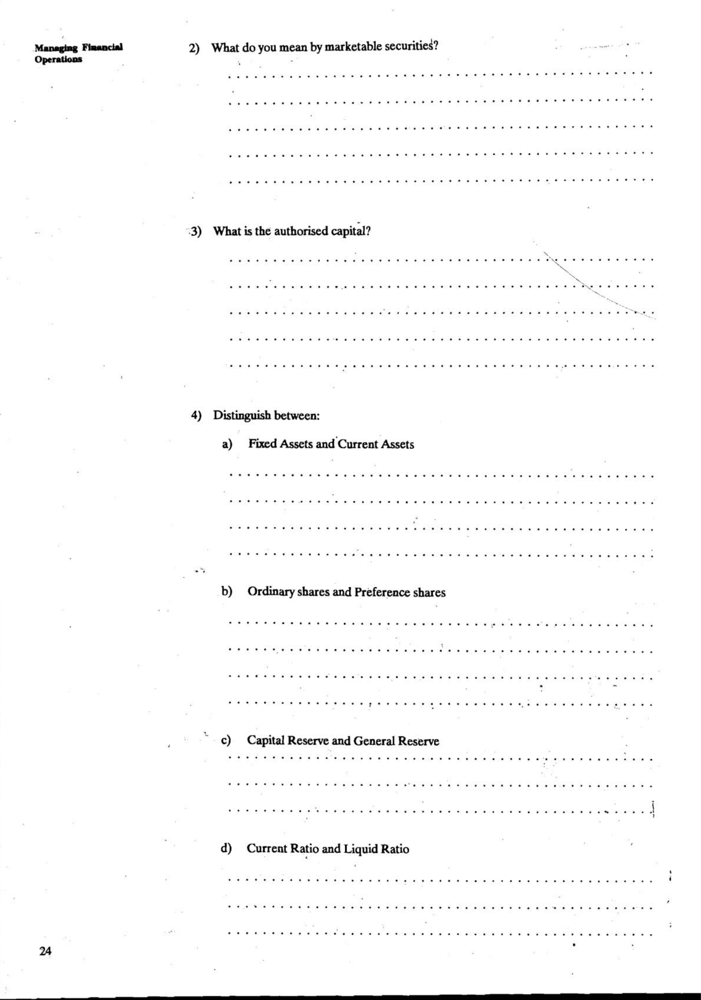 Managing Financial
Operations
2) What do you mean by marketable securities?
3) What is the authorised capital?
4) Distinguish between:
a) Fixed Assets and Current Assets
b) Ordinary shares and Preference shares
c) Capital Reserve and General Reserve
d) Current Ratio and Liquid Ratio
24